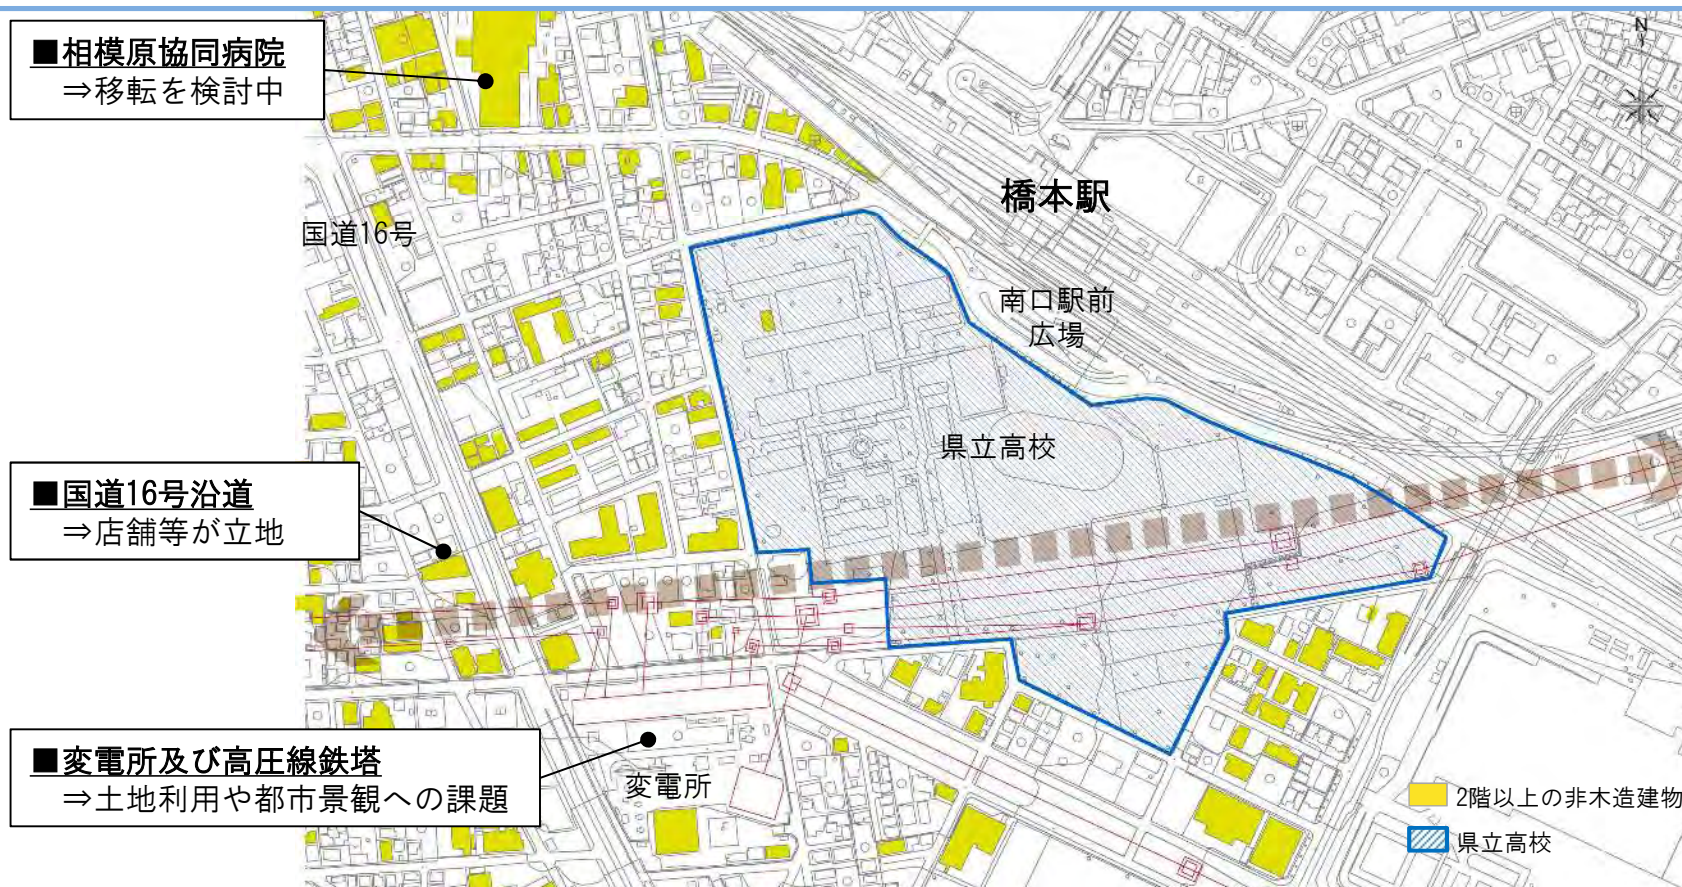 ■相模原協同病院
⇒移転を検討中
N
橋本駅
国道16号
南口駅前
広場
県立高校
■国道16号沿道
⇒店舗等が立地
■変電所及び高圧線鉄塔
⇒土地利用や都市景観への課題
変電所
2階以上の非木造建物
県立高校